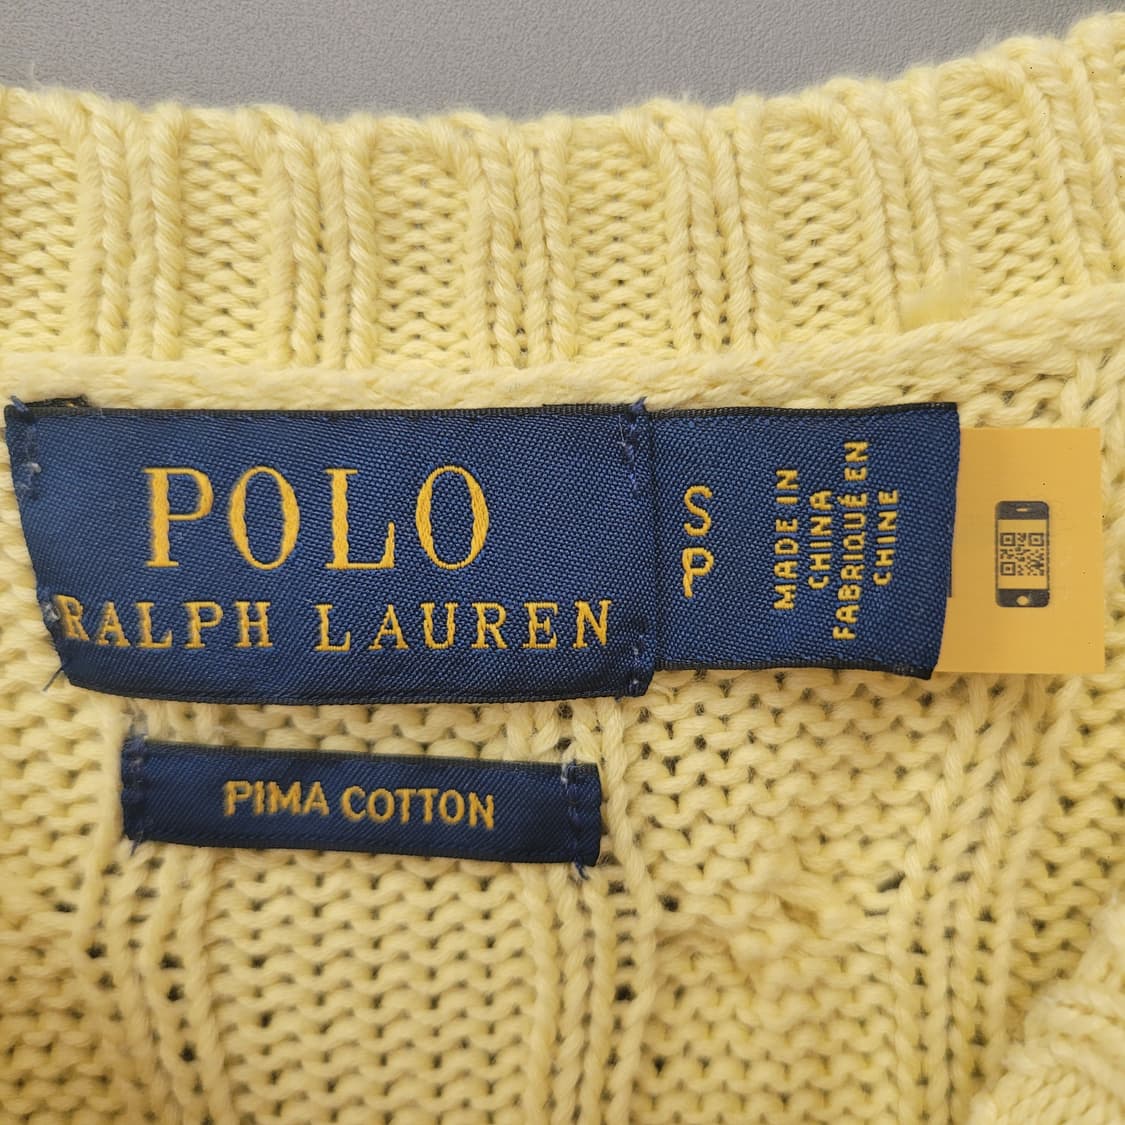 POLO
RALPH LAUREN
S
P
MADE IN
CHINA
FABRIQUÉ EN
CHINE
PIMA COTTON